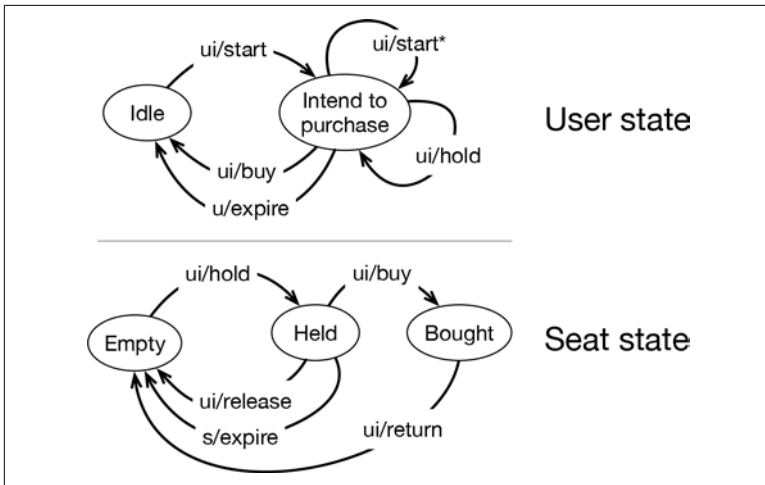 ui/start
ui/start*
Idle
Intend to
purchase
User state
ui/hold
ui/buy
u/expire
ui/hold
ui/buy
Empty
Held
Bought
Seat state
ui/release
s/expire
ui/return